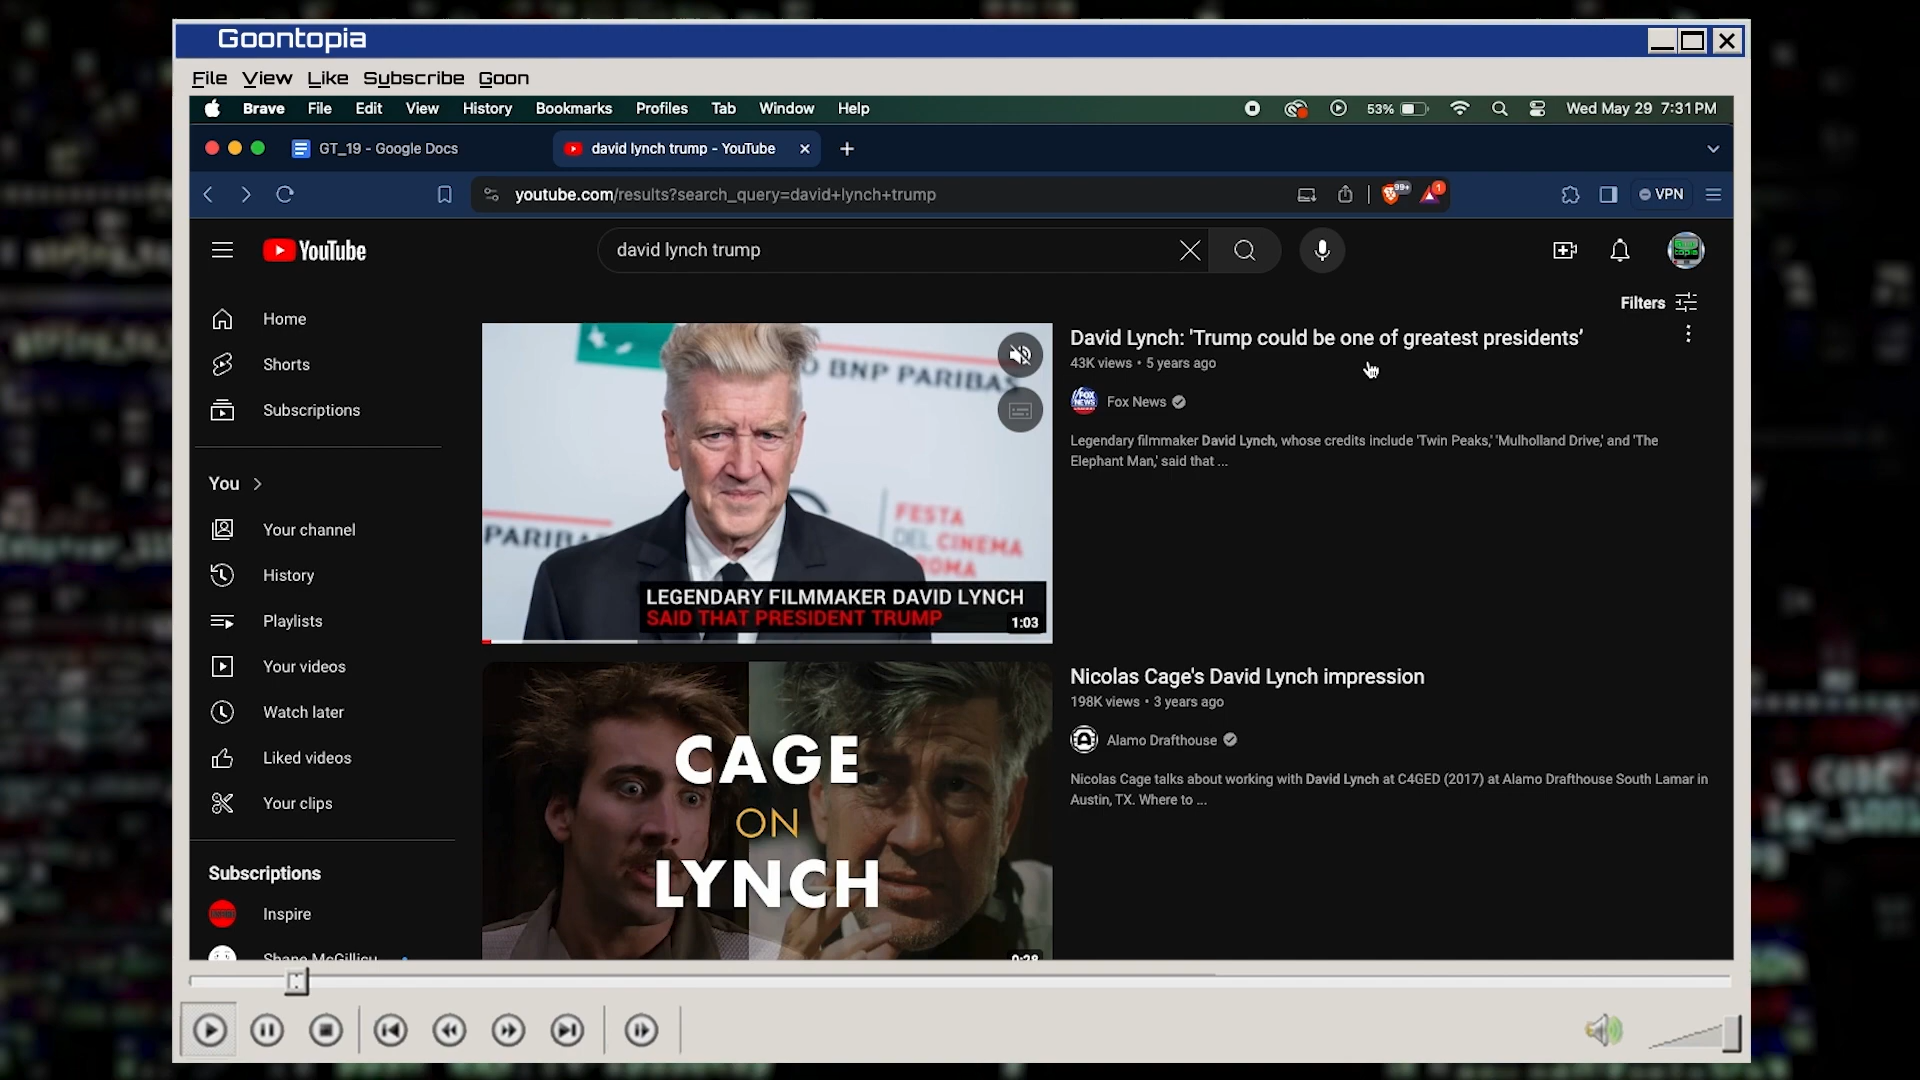 Goontopia
File View Like Subscribe Goon
Brave File Edit View History Bookmarks Profiles Tab Window Help
53% Wed May 29 7:31 PM
GT_19 - Google Docs
david lynch trump - YouTube
youtube.com/results?search_query=david+lynch+trump
99+
1
VPN
YouTube
david lynch trump
Filters
Home
Shorts
Subscriptions
You
Your channel
History
Playlists
Your videos
Watch later
Liked videos
Your clips
Subscriptions
Inspire
Shane McGillicu
BNP PARIBAS
PARIBA
FESTA
DEL CINEMA
ROMA
LEGENDARY FILMMAKER DAVID LYNCH
SAID THAT PRESIDENT TRUMP
1:03
David Lynch: 'Trump could be one of greatest presidents'
43K views • 5 years ago
FOX
NEWS
Fox News
Legendary filmmaker David Lynch, whose credits include 'Twin Peaks,' 'Mulholland Drive,' and 'The
Elephant Man,' said that ...
CAGE
ON
LYNCH
Nicolas Cage's David Lynch impression
198K views • 3 years ago
Alamo Drafthouse
Nicolas Cage talks about working with David Lynch at C4GED (2017) at Alamo Drafthouse South Lamar in
Austin, TX. Where to ...